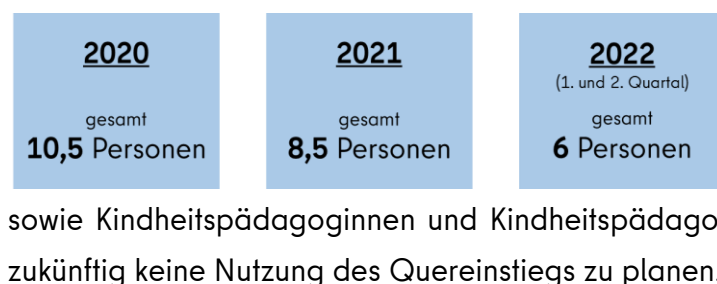 2020
gesamt
10,5 Personen
2021
gesamt
8,5 Personen
2022
(1. und 2. Quartal)
gesamt
6 Personen
sowie Kindheitspädagoginnen und Kindheitspädago
zukünftig keine Nutzung des Quereinstiegs zu planen.